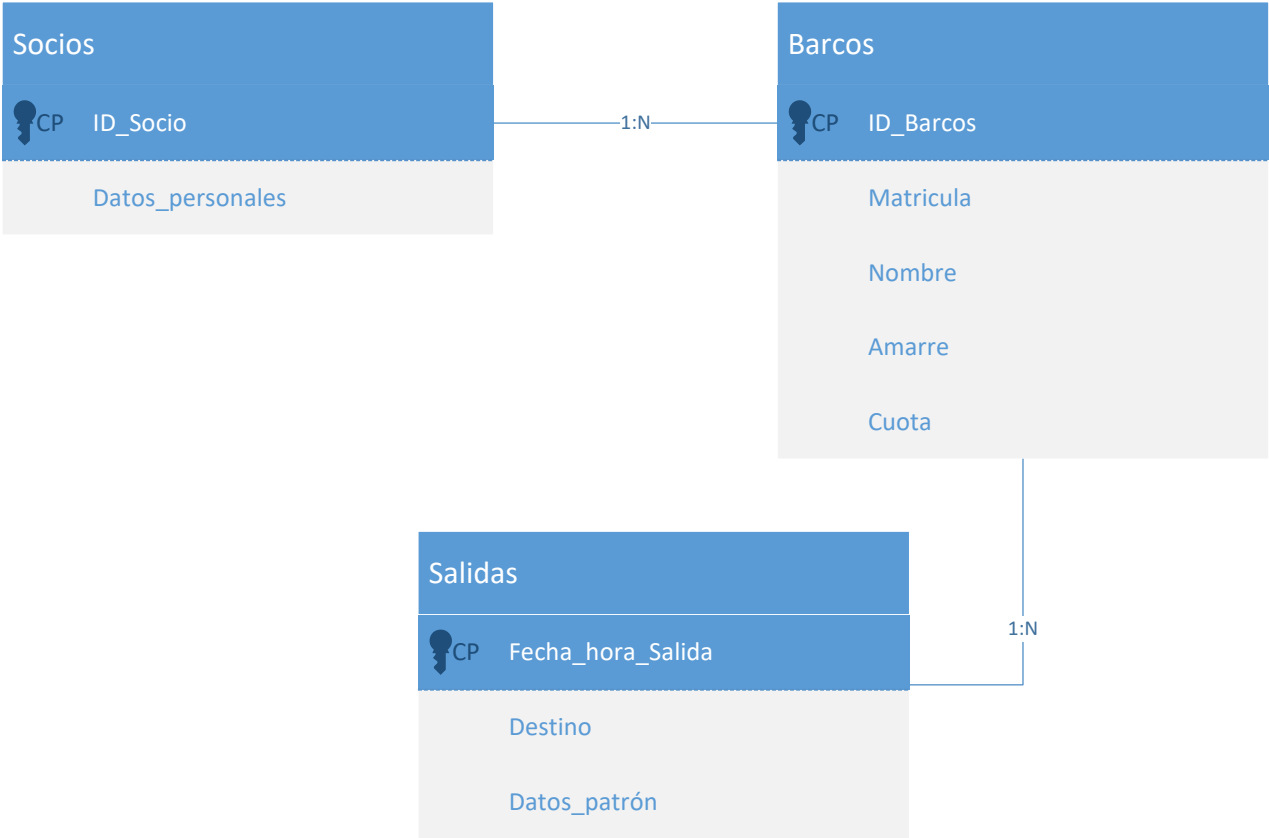 Socios
CP ID_Socio
Datos_personales
1:N
Barcos
CP ID_Barcos
Matricula
Nombre
Amarre
Cuota
1:N
Salidas
CP Fecha_hora_Salida
Destino
Datos_patrón